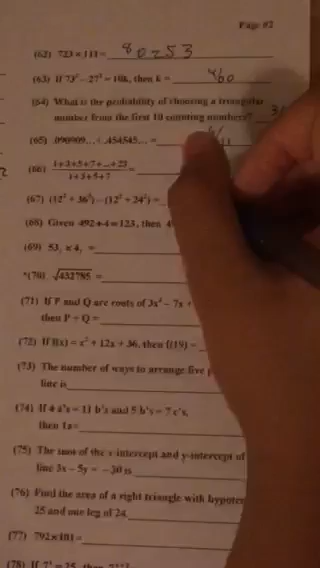 Page #2
(62) 723 × 111 = 80253
(63) If 73² - 27² = 10k, then k = 460
(64) What is the probability of choosing a triangular
number from the first 10 counting numbers?
(65) .090909... + .454545... =
(66) 1+3+5+7+...+23
1+3+5+7 =
(67) (12² + 36²) - (12² + 24²) =
(68) Given 492 ÷ 4 = 123, then
(69) 53, × 4, =
*(70) √432785 =
(71) If P and Q are roots of 3x² - 7x +
then P + Q =
(72) If f(x) = x² + 12x + 36, then f(19) =
(73) The number of ways to arrange five
line is
(74) If 4 a's = 11 b's and 5 b's = 7 c's,
then
(75) The sum of the x-intercept and y-intercept of
line 3x - 5y = -30 is
(76) Find the area of a right triangle with
25 and one leg of 24.
(77) 792 × 101 =
(78) If